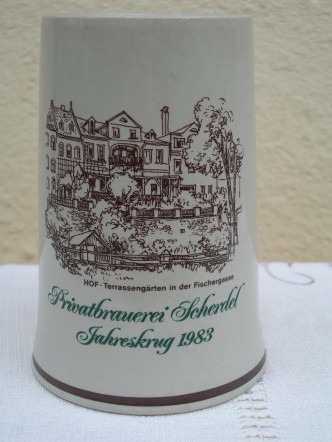 HOF-Terrassengärten in der Fischergasse
Privatbrauerei Scherdel
Jahreskrug 1983